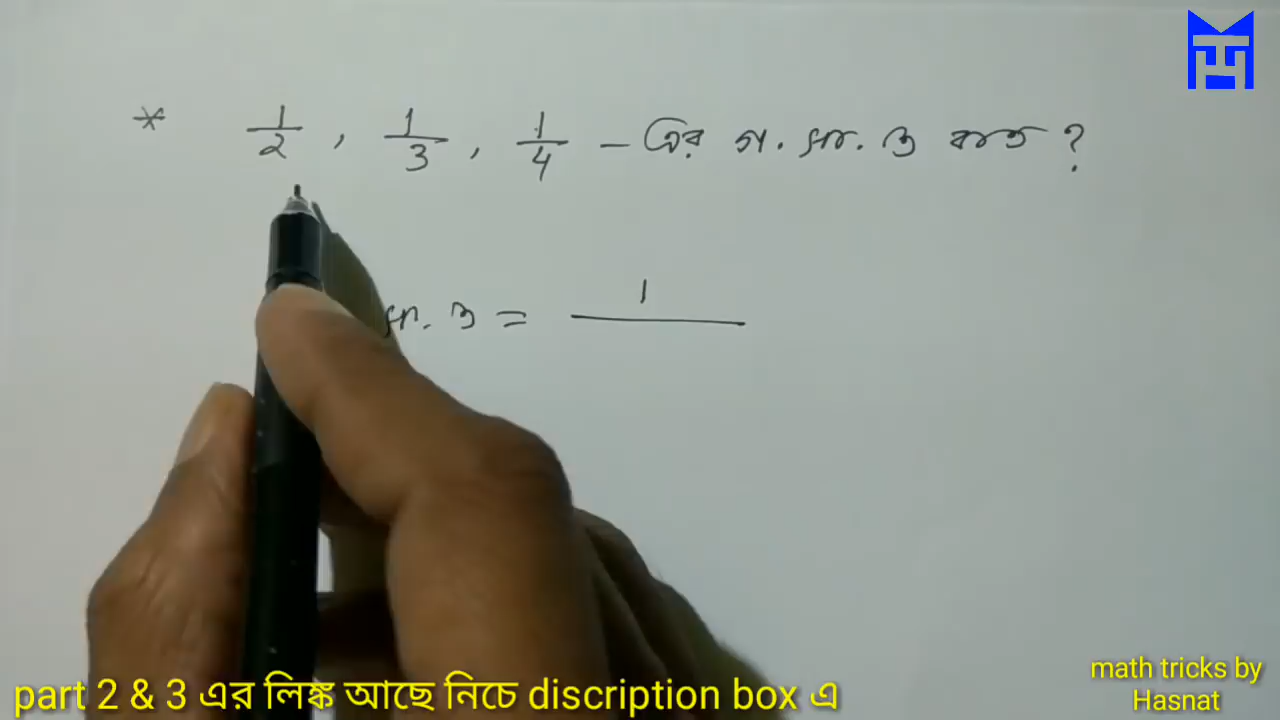 * 1/2 , 1/3 , 1/4 – এর গ. সা. গু কত ?
সা. গু = 1
part 2 & 3 এর লিঙ্ক আছে নিচে discription box এ
math tricks by
Hasnat